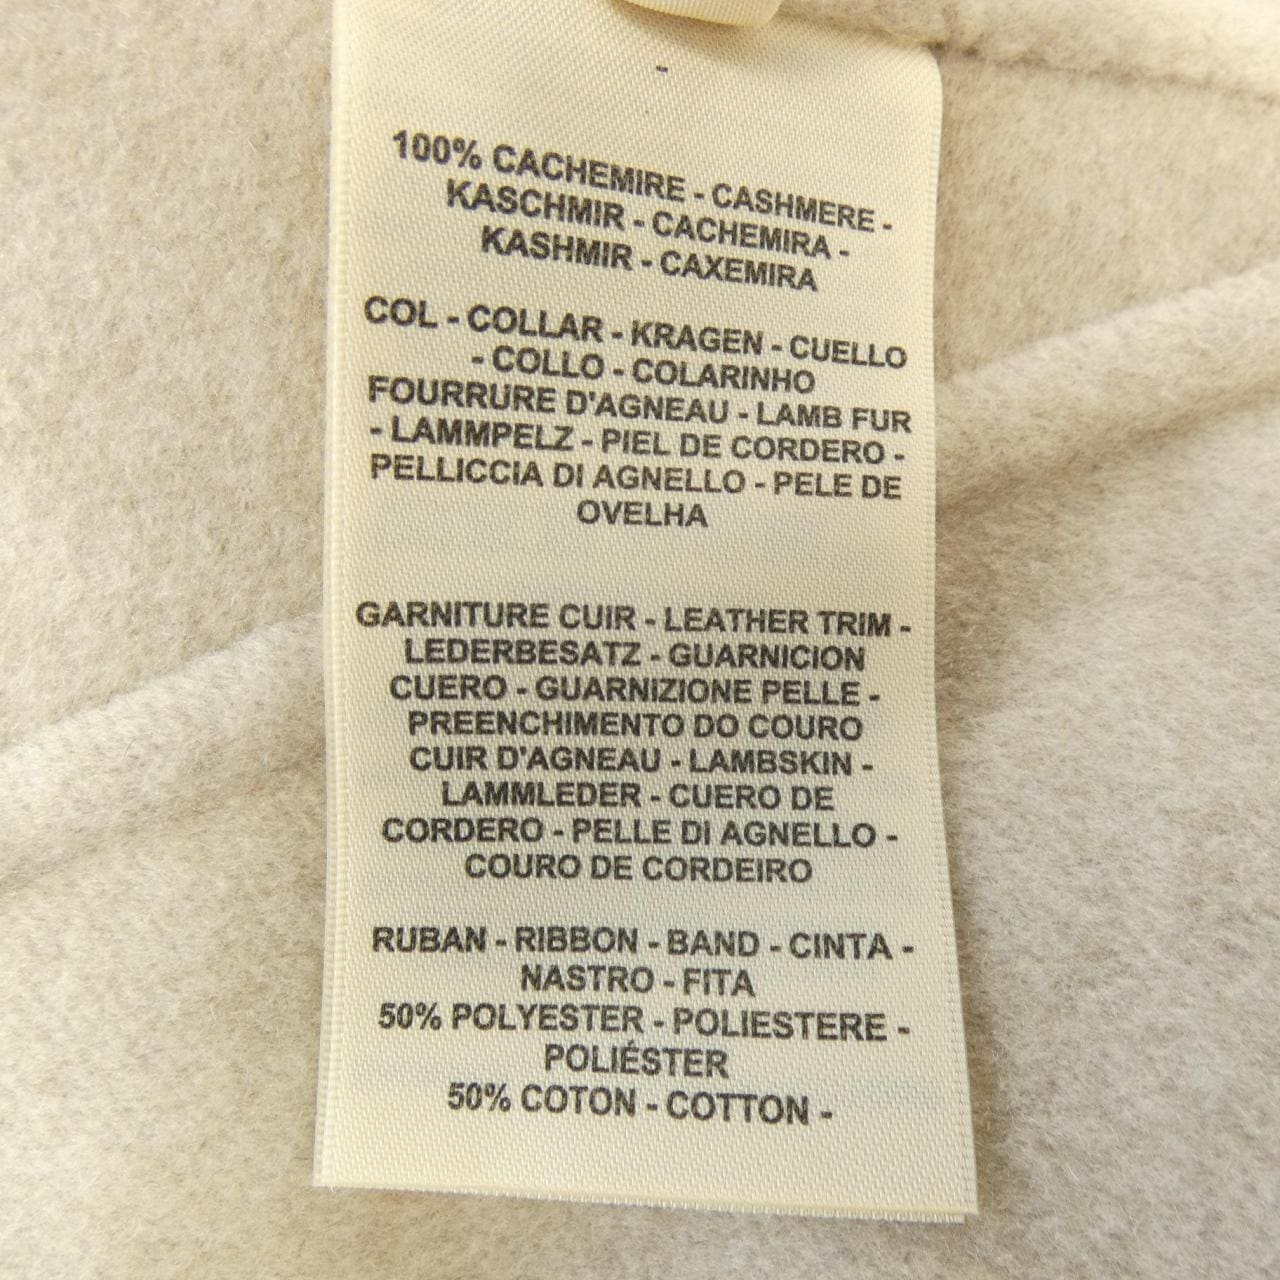 -
100% CACHEMIRE - CASHMERE -
KASCHMIR - CACHEMIRA -
KASHMIR - CAXEMIRA
COL - COLLAR - KRAGEN - CUELLO
- COLLO - COLARINHO
FOURRURE D'AGNEAU - LAMB FUR
- LAMMPELZ - PIEL DE CORDERO -
PELLICCIA DI AGNELLO - PELE DE
OVELHA
GARNITURE CUIR - LEATHER TRIM -
LEDERBESATZ - GUARNICION
CUERO - GUARNIZIONE PELLE -
PREENCHIMENTO DO COURO
CUIR D'AGNEAU - LAMBSKIN -
LAMMLEDER - CUERO DE
CORDERO - PELLE DI AGNELLO -
COURO DE CORDEIRO
RUBAN - RIBBON - BAND - CINTA -
NASTRO - FITA
50% POLYESTER - POLIESTERE -
POLIÉSTER
50% COTON - COTTON -